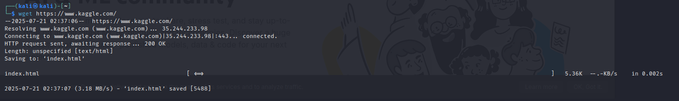 (kali㉿kali)-[~]
$ wget https://www.kaggle.com/
--2025-07-21 02:37:06-- https://www.kaggle.com/
Resolving www.kaggle.com (www.kaggle.com)... 35.244.233.98
Connecting to www.kaggle.com (www.kaggle.com)|35.244.233.98|:443... connected.
HTTP request sent, awaiting response... 200 OK
Length: unspecified [text/html]
Saving to: ‘index.html’
index.html [ <=> ] 5.36K --.-KB/s in 0.002s
2025-07-21 02:37:07 (3.18 MB/s) - ‘index.html’ saved [5488]